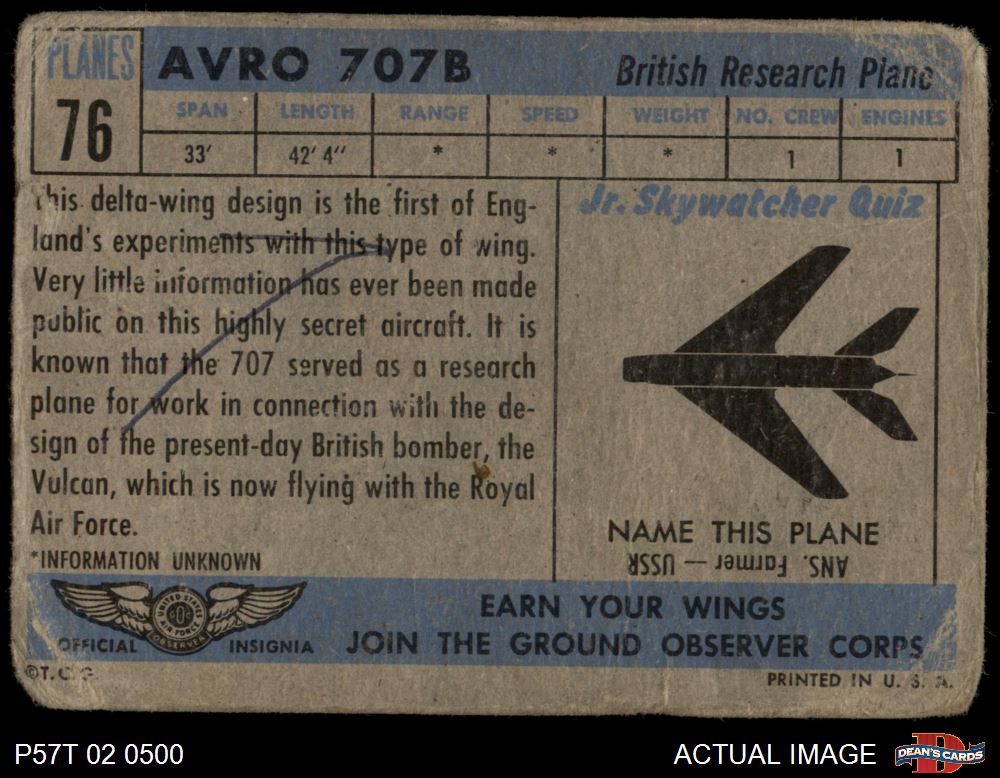 PLANES
76
AVRO 707B
British Research Plane
SPAN LENGTH RANGE SPEED WEIGHT NO. CREW ENGINES
33' 42' 4'' * * * 1 1
This delta-wing design is the first of Eng-
land's experiments with this type of wing.
Very little information has ever been made
public on this highly secret aircraft. It is
known that the 707 served as a research
plane for work in connection with the de-
sign of the present-day British bomber, the
Vulcan, which is now flying with the Royal
Air Force.
*INFORMATION UNKNOWN
Jr. Skywatcher Quiz
NAME THIS PLANE
ANS. Farmer — USSR
UNITED STATES
AIR FORCE
GOC
OBSERVER
OFFICIAL INSIGNIA
EARN YOUR WINGS
JOIN THE GROUND OBSERVER CORPS
©T. C. G.
PRINTED IN U. S. A.
P57T 02 0500
ACTUAL IMAGE
DEAN'S CARDS